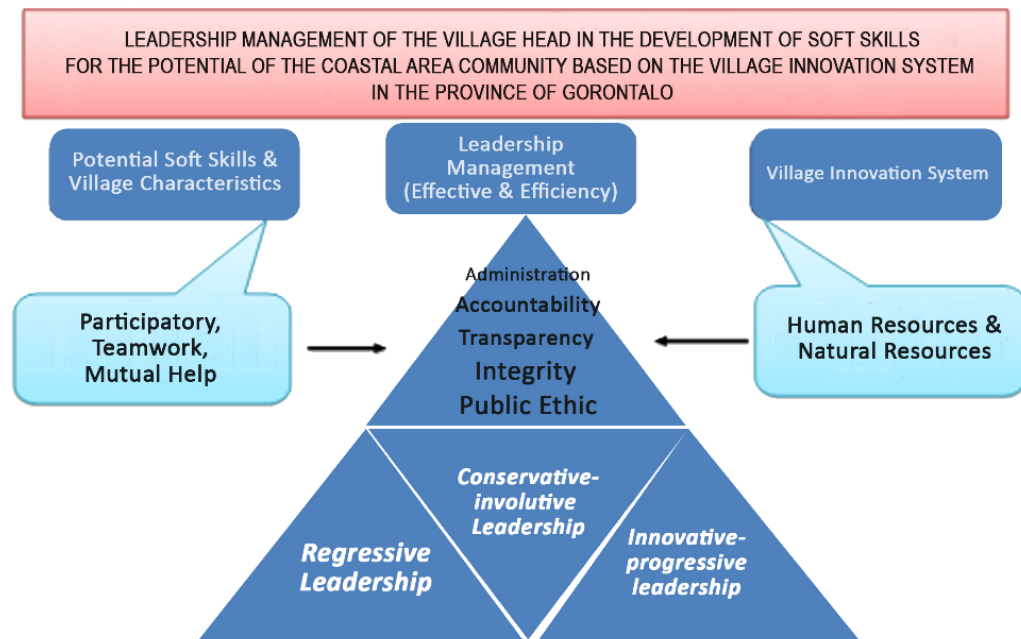 LEADERSHIP MANAGEMENT OF THE VILLAGE HEAD IN THE DEVELOPMENT OF SOFT SKILLS
FOR THE POTENTIAL OF THE COASTAL AREA COMMUNITY BASED ON THE VILLAGE INNOVATION SYSTEM
IN THE PROVINCE OF GORONTALO
Potential Soft Skills &
Village Characteristics
Leadership
Management
(Effective & Efficiency)
Village Innovation System
Participatory,
Teamwork,
Mutual Help
Administration
Accountability
Transparency
Integrity
Public Ethic
Human Resources &
Natural Resources
Regressive
Leadership
Conservative-
involutive
Leadership
Innovative-
progressive
leadership